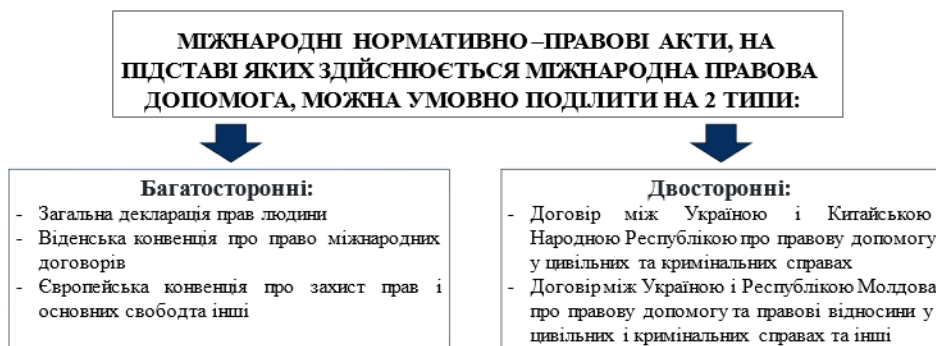 МІЖНАРОДНІ НОРМАТИВНО –ПРАВОВІ АКТИ, НА
ПІДСТАВІ ЯКИХ ЗДІЙСНЮЄТЬСЯ МІЖНАРОДНА ПРАВОВА
ДОПОМОГА, МОЖНА УМОВНО ПОДІЛИТИ НА 2 ТИПИ:
Багатосторонні:
- Загальна декларація прав людини
- Віденська конвенція про право міжнародних
договорів
- Європейська конвенція про захист прав і
основних свободта інші
Двосторонні:
- Договір між Україною і Китайською
Народною Республікою про правову допомогу
у цивільних та кримінальних справах
- Договір між Україною і Республікою Молдова
про правову допомогу та правові відносини у
цивільних і кримінальних справах та інші